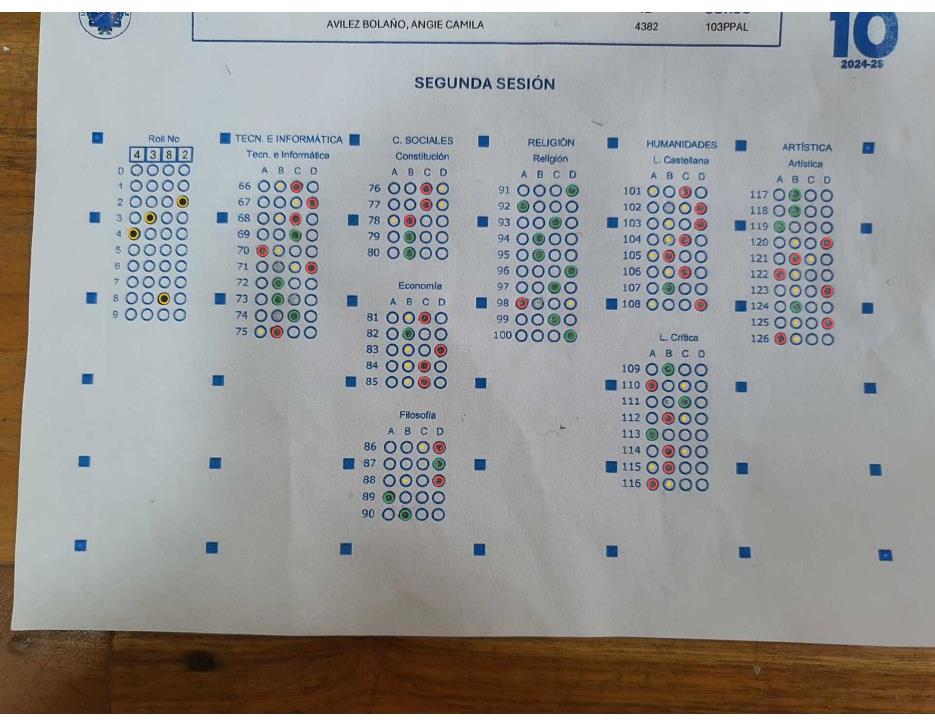 AVILEZ BOLAÑO, ANGIE CAMILA 4382 103PPAL
10
2024-25
SEGUNDA SESIÓN
Roll No
4 3 8 2
0
1
2
3
4
5
6
7
8
9
TECN. E INFORMÁTICA
Tecn. e Informática
A B C D
66
67
68
69
70
71
72
73
74
75
C. SOCIALES
Constitución
A B C D
76
77
78
79
80
Economía
A B C D
81
82
83
84
85
Filosofía
A B C D
86
87
88
89
90
RELIGIÓN
Religión
A B C D
91
92
93
94
95
96
97
98
99
100
HUMANIDADES
L. Castellana
A B C D
101
102
103
104
105
106
107
108
L. Crítica
A B C D
109
110
111
112
113
114
115
116
ARTÍSTICA
Artística
A B C D
117
118
119
120
121
122
123
124
125
126